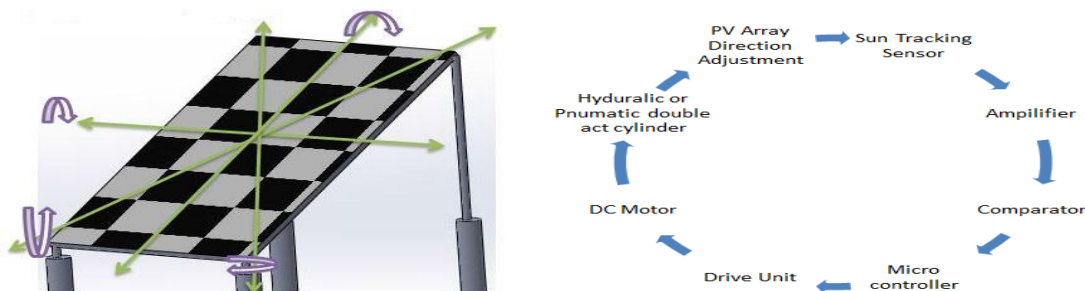 PV Array
Direction
Adjustment
Sun Tracking
Sensor
Ampilifier
Comparator
Micro
controller
Drive Unit
DC Motor
Hyduralic or
Pnumatic double
act cylinder